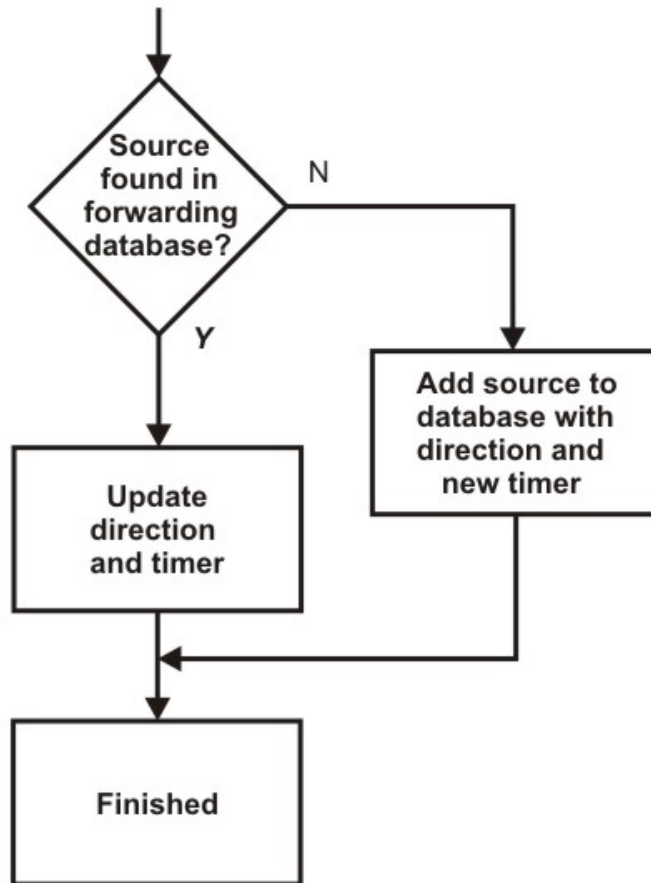 Source
found in
forwarding
database?
N
Y
Add source to
database with
direction and
new timer
Update
direction
and timer
Finished